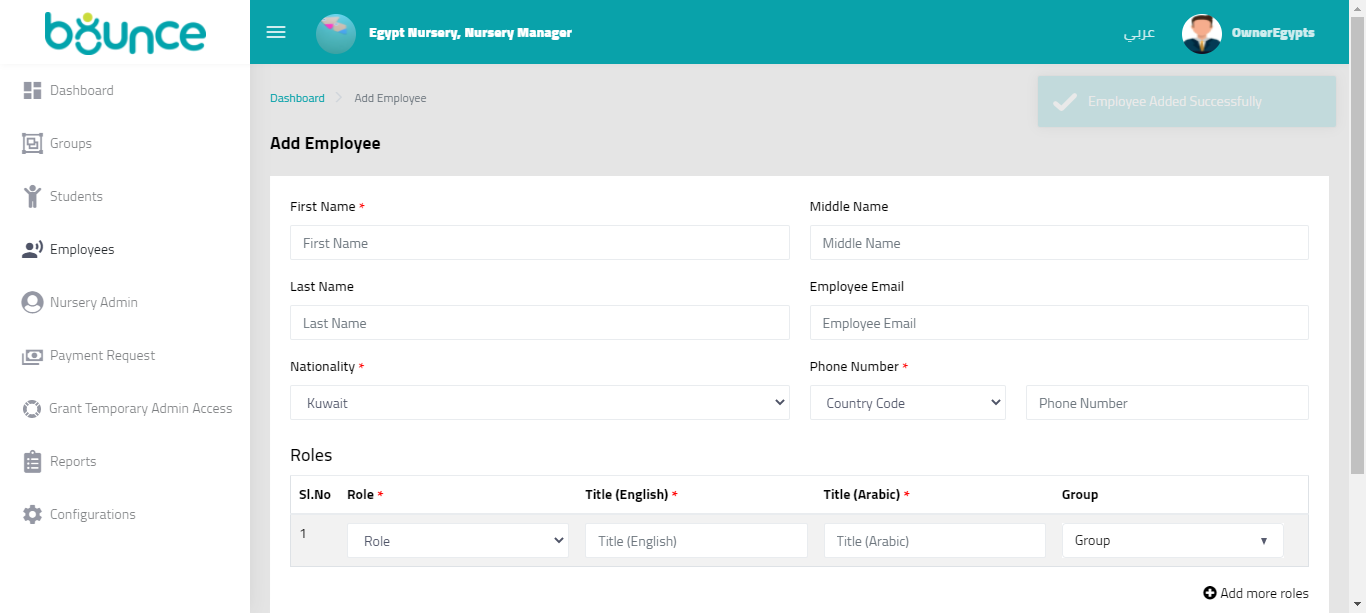 bounce
Egypt Nursery, Nursery Manager
عربي
OwnerEgypts
Dashboard
Groups
Students
Employees
Nursery Admin
Payment Request
Grant Temporary Admin Access
Reports
Configurations
Dashboard > Add Employee
Employee Added Successfully
Add Employee
First Name *
Middle Name
First Name
Middle Name
Last Name
Employee Email
Last Name
Employee Email
Nationality *
Phone Number *
Kuwait
Country Code
Phone Number
Roles
Sl.No Role * Title (English) * Title (Arabic) * Group
1 Role Title (English) Title (Arabic) Group
Add more roles